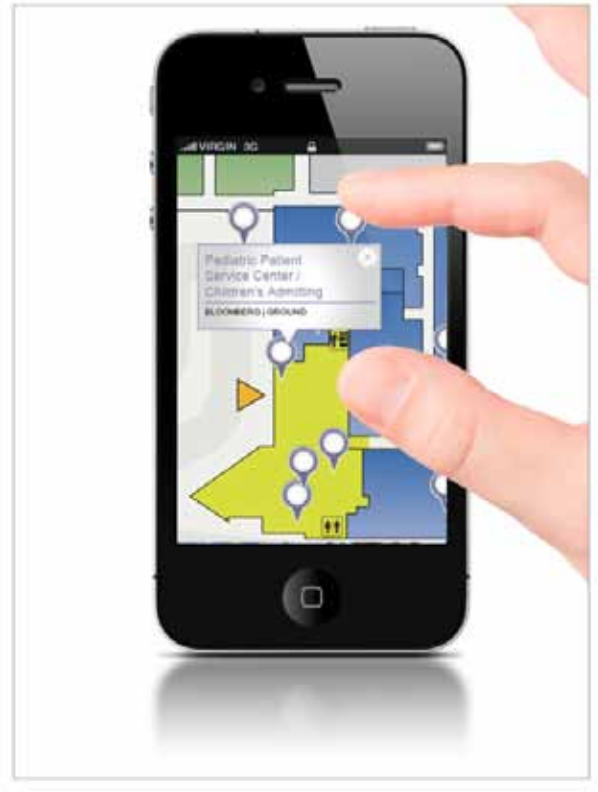 VIRGIN 3G
Pediatric Patient
Service Center /
Children's Admitting
BLOOMBERG | GROUND